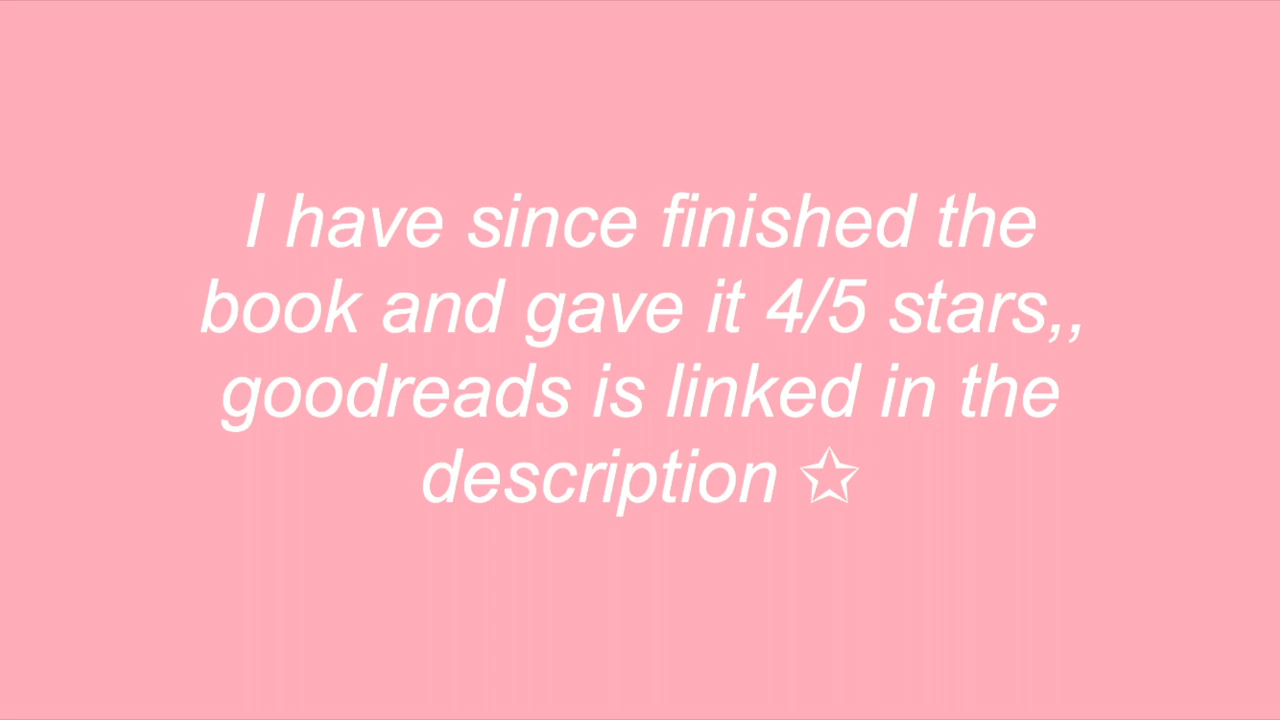 I have since finished the
book and gave it 4/5 stars,,
goodreads is linked in the
description ✩